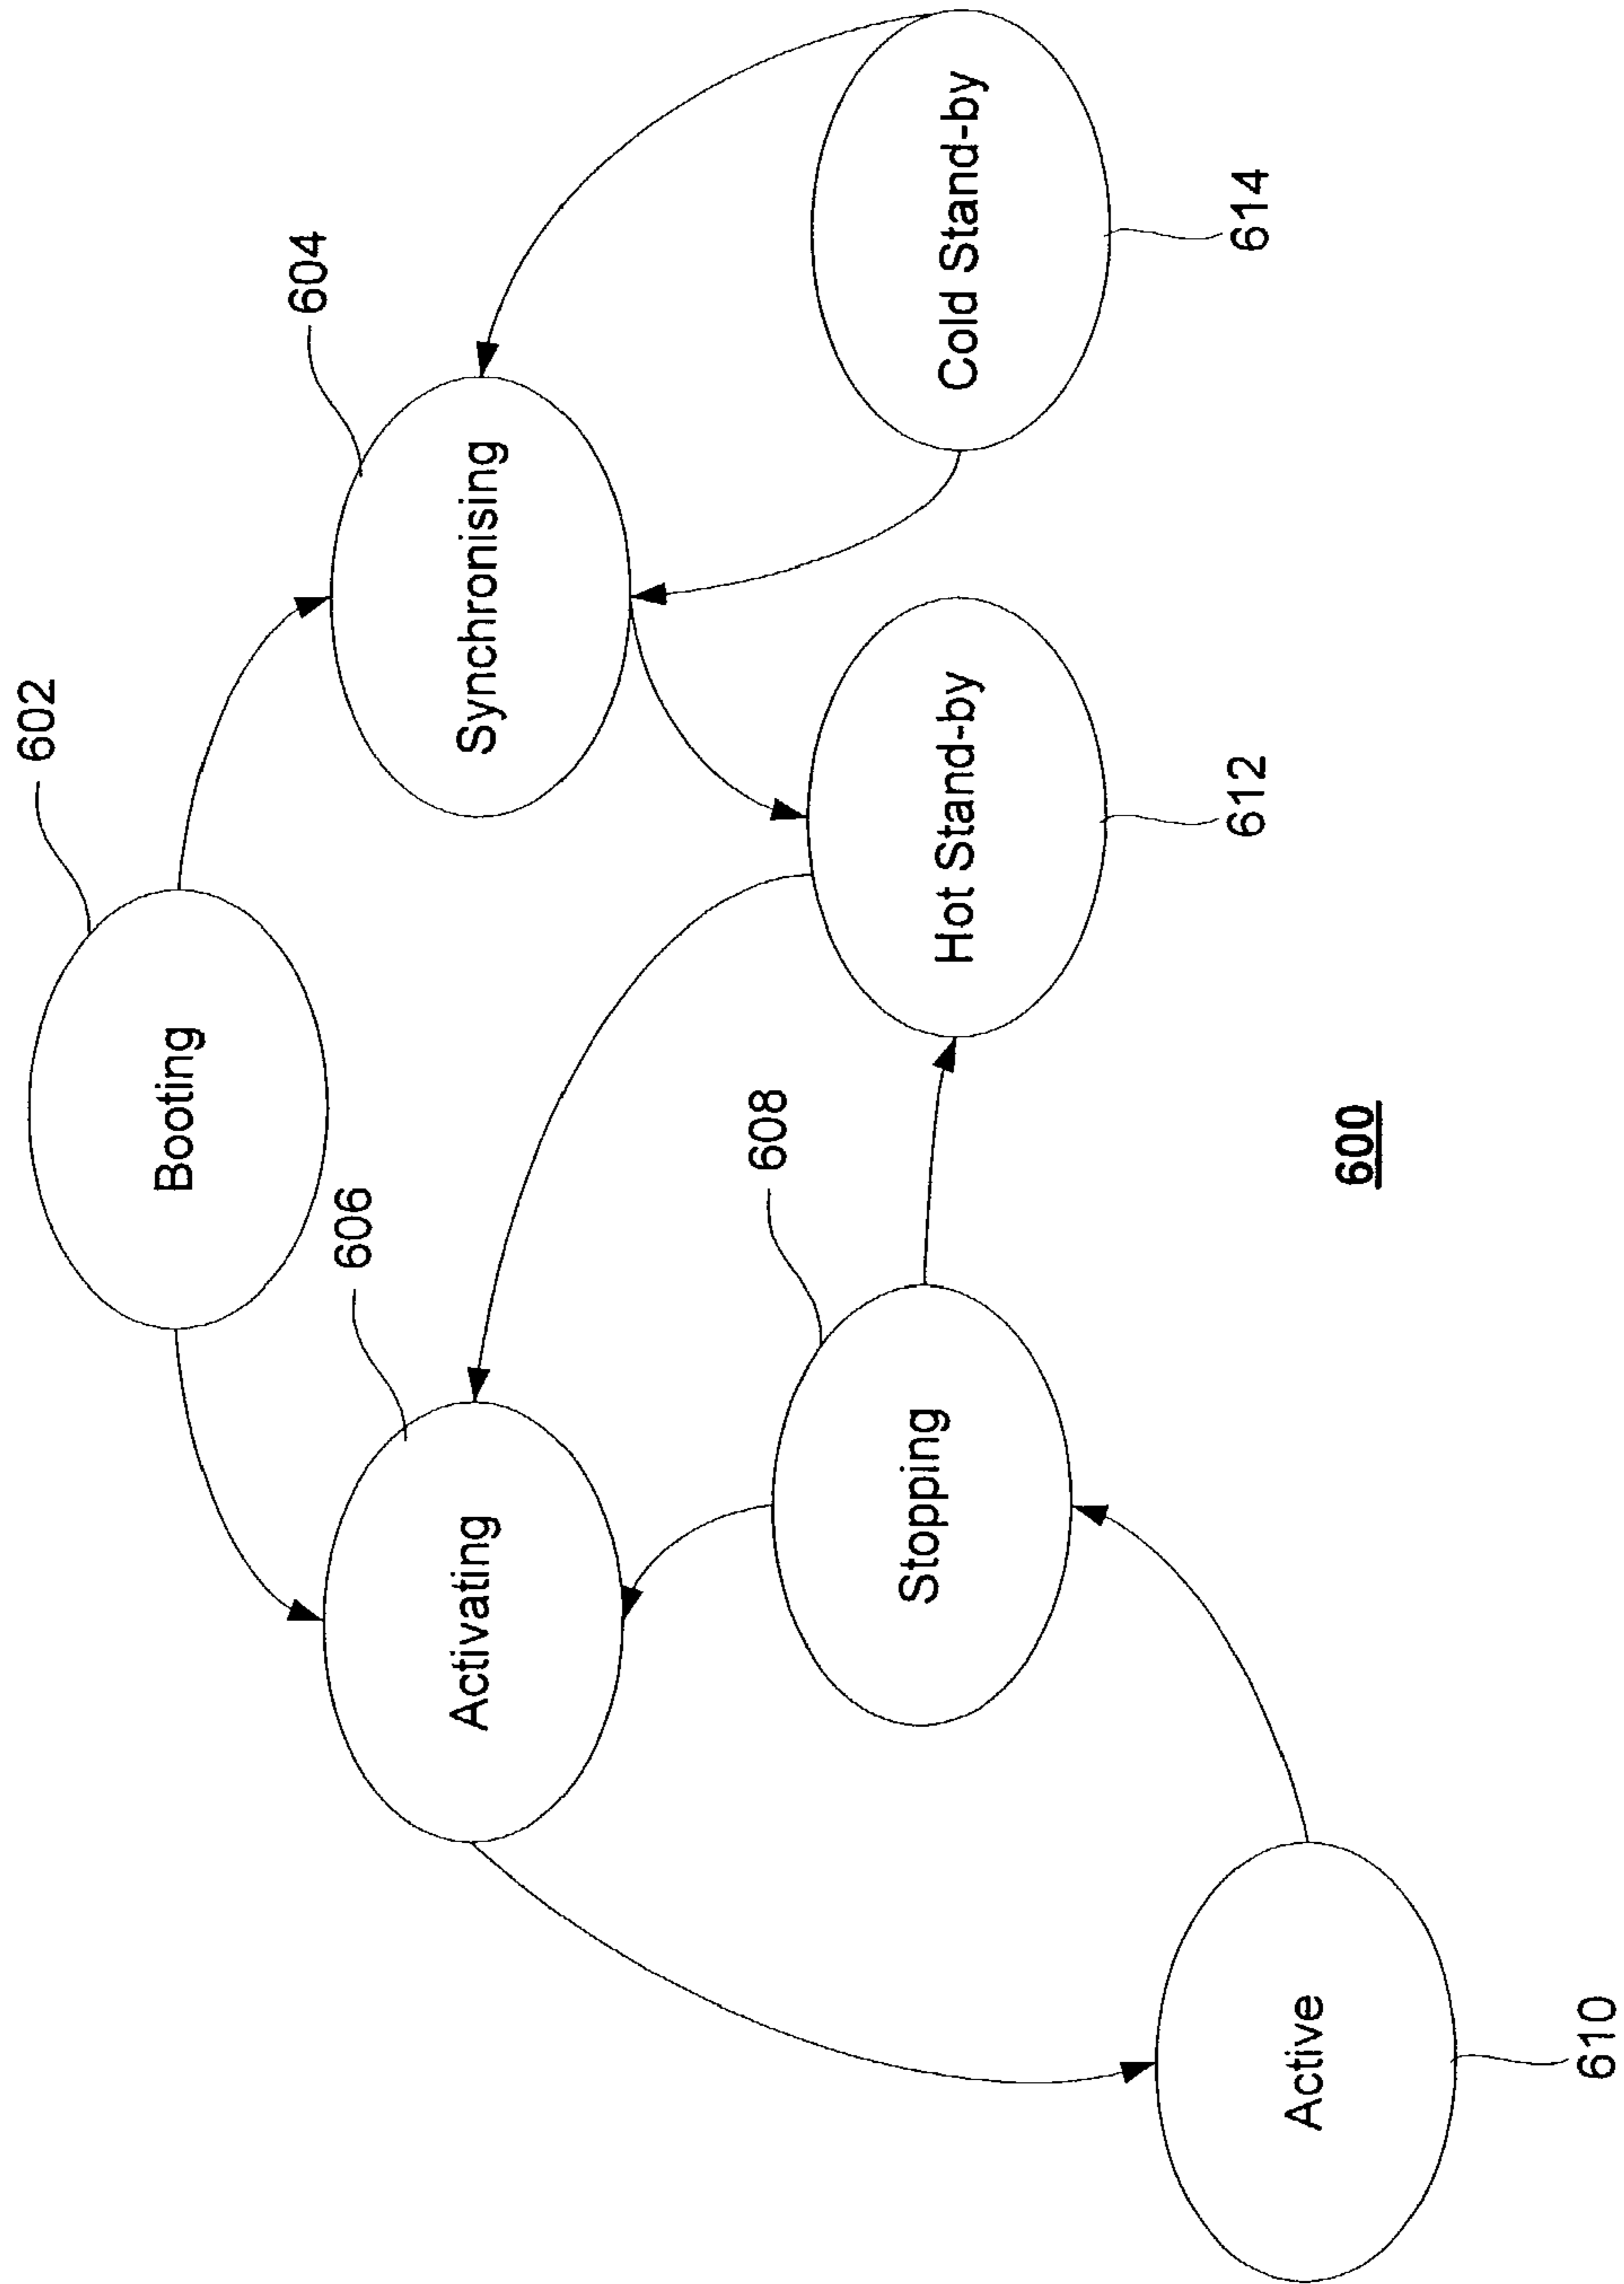 602
Booting
604
606
Synchronising
Activating
608
Stopping
Hot Stand-by
Cold Stand-by
612
614
Active
610
600